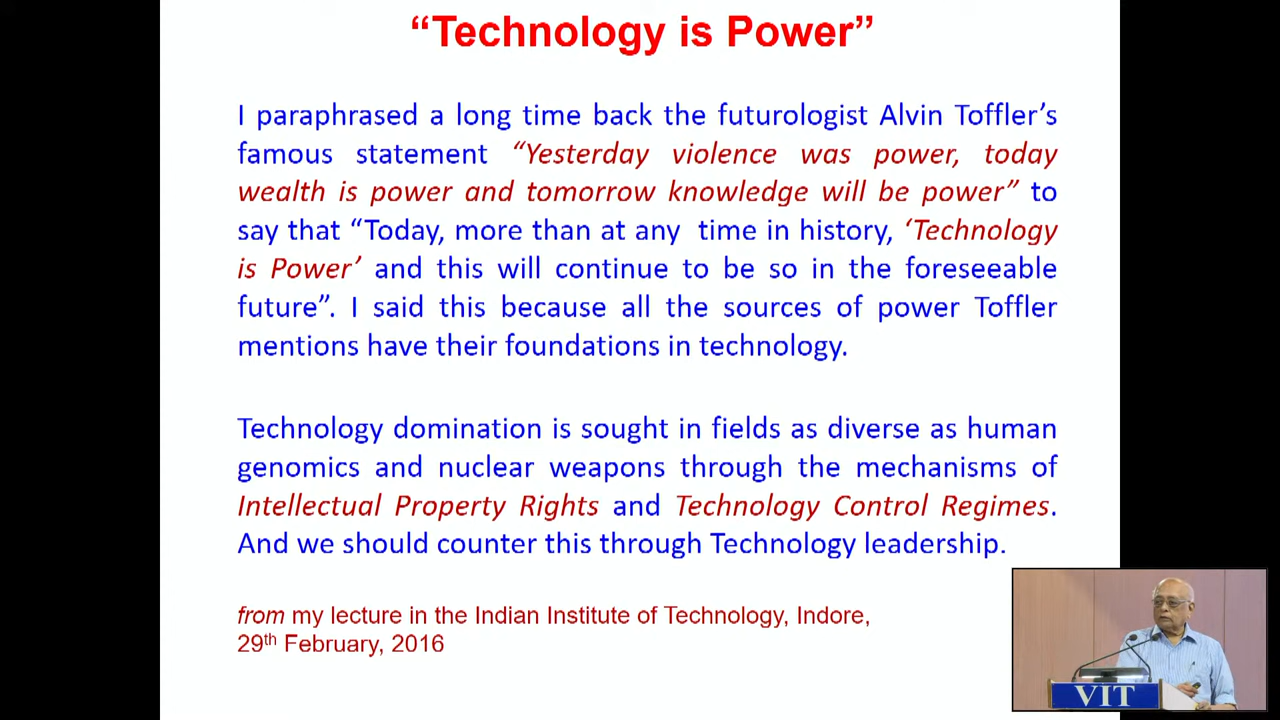 “Technology is Power”
I paraphrased a long time back the futurologist Alvin Toffler’s
famous statement “Yesterday violence was power, today
wealth is power and tomorrow knowledge will be power” to
say that “Today, more than at any time in history, ‘Technology
is Power’ and this will continue to be so in the foreseeable
future”. I said this because all the sources of power Toffler
mentions have their foundations in technology.
Technology domination is sought in fields as diverse as human
genomics and nuclear weapons through the mechanisms of
Intellectual Property Rights and Technology Control Regimes.
And we should counter this through Technology leadership.
from my lecture in the Indian Institute of Technology, Indore,
29th February, 2016
VIT